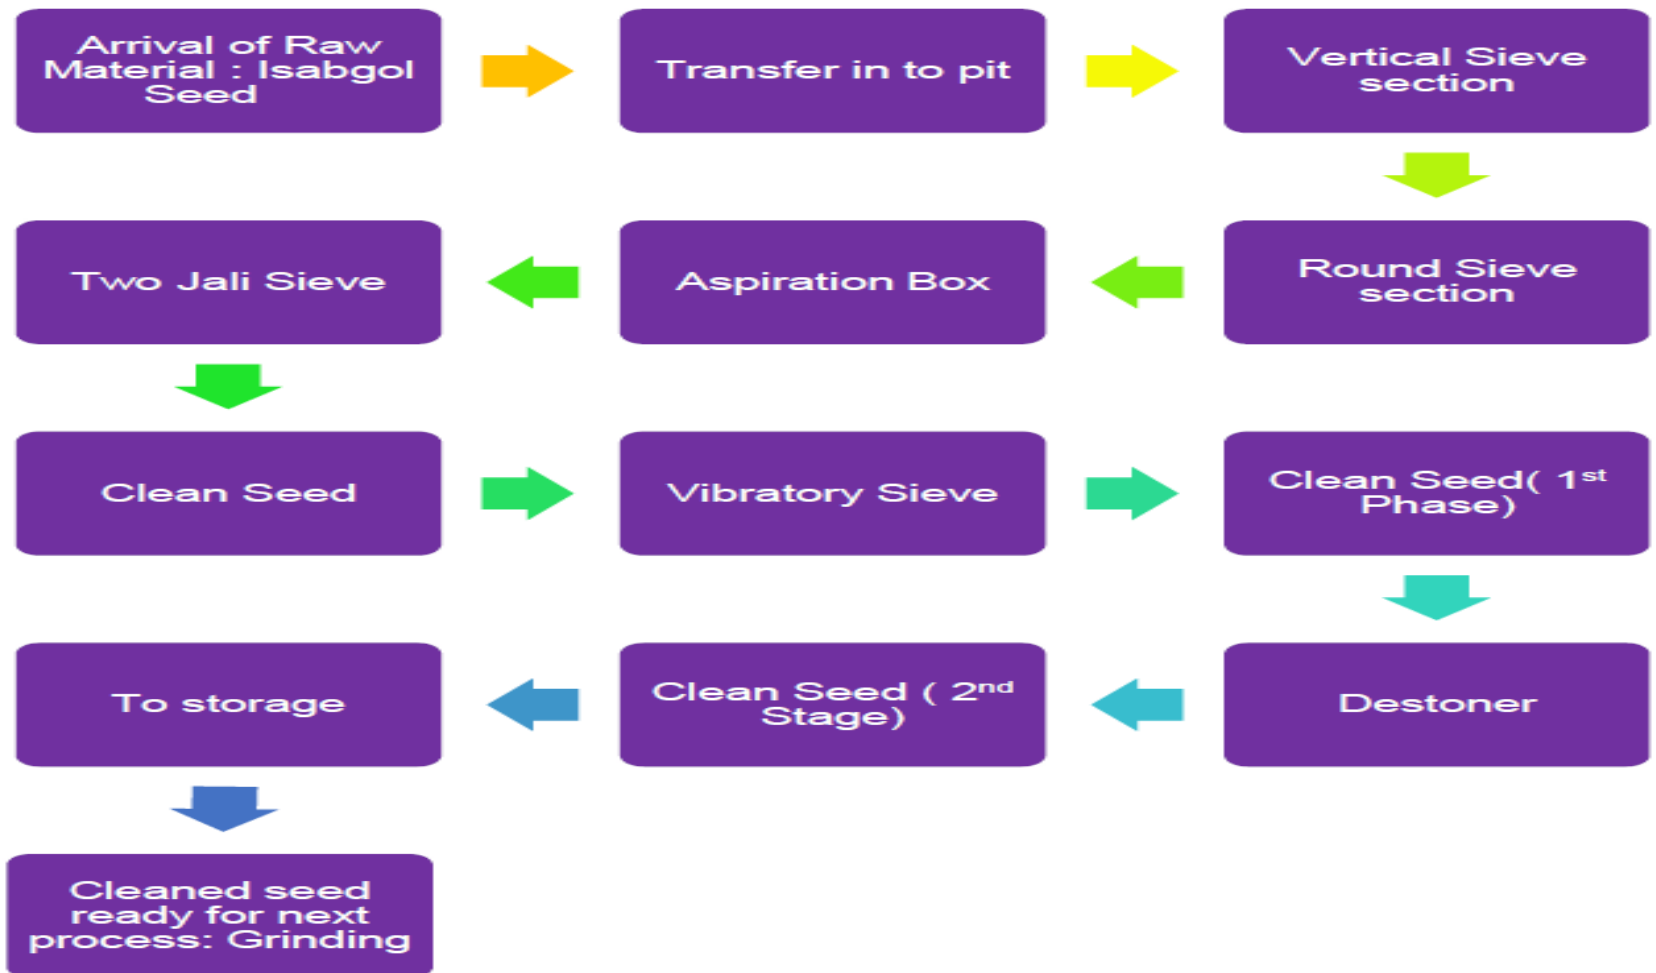 Arrival of Raw
Material : Isabgol
Seed
Transfer in to pit
Vertical Sieve
section
Round Sieve
section
Aspiration Box
Two Jali Sieve
Clean Seed
Vibratory Sieve
Clean Seed( 1st
Phase)
Destoner
Clean Seed ( 2nd
Stage)
To storage
Cleaned seed
ready for next
process: Grinding